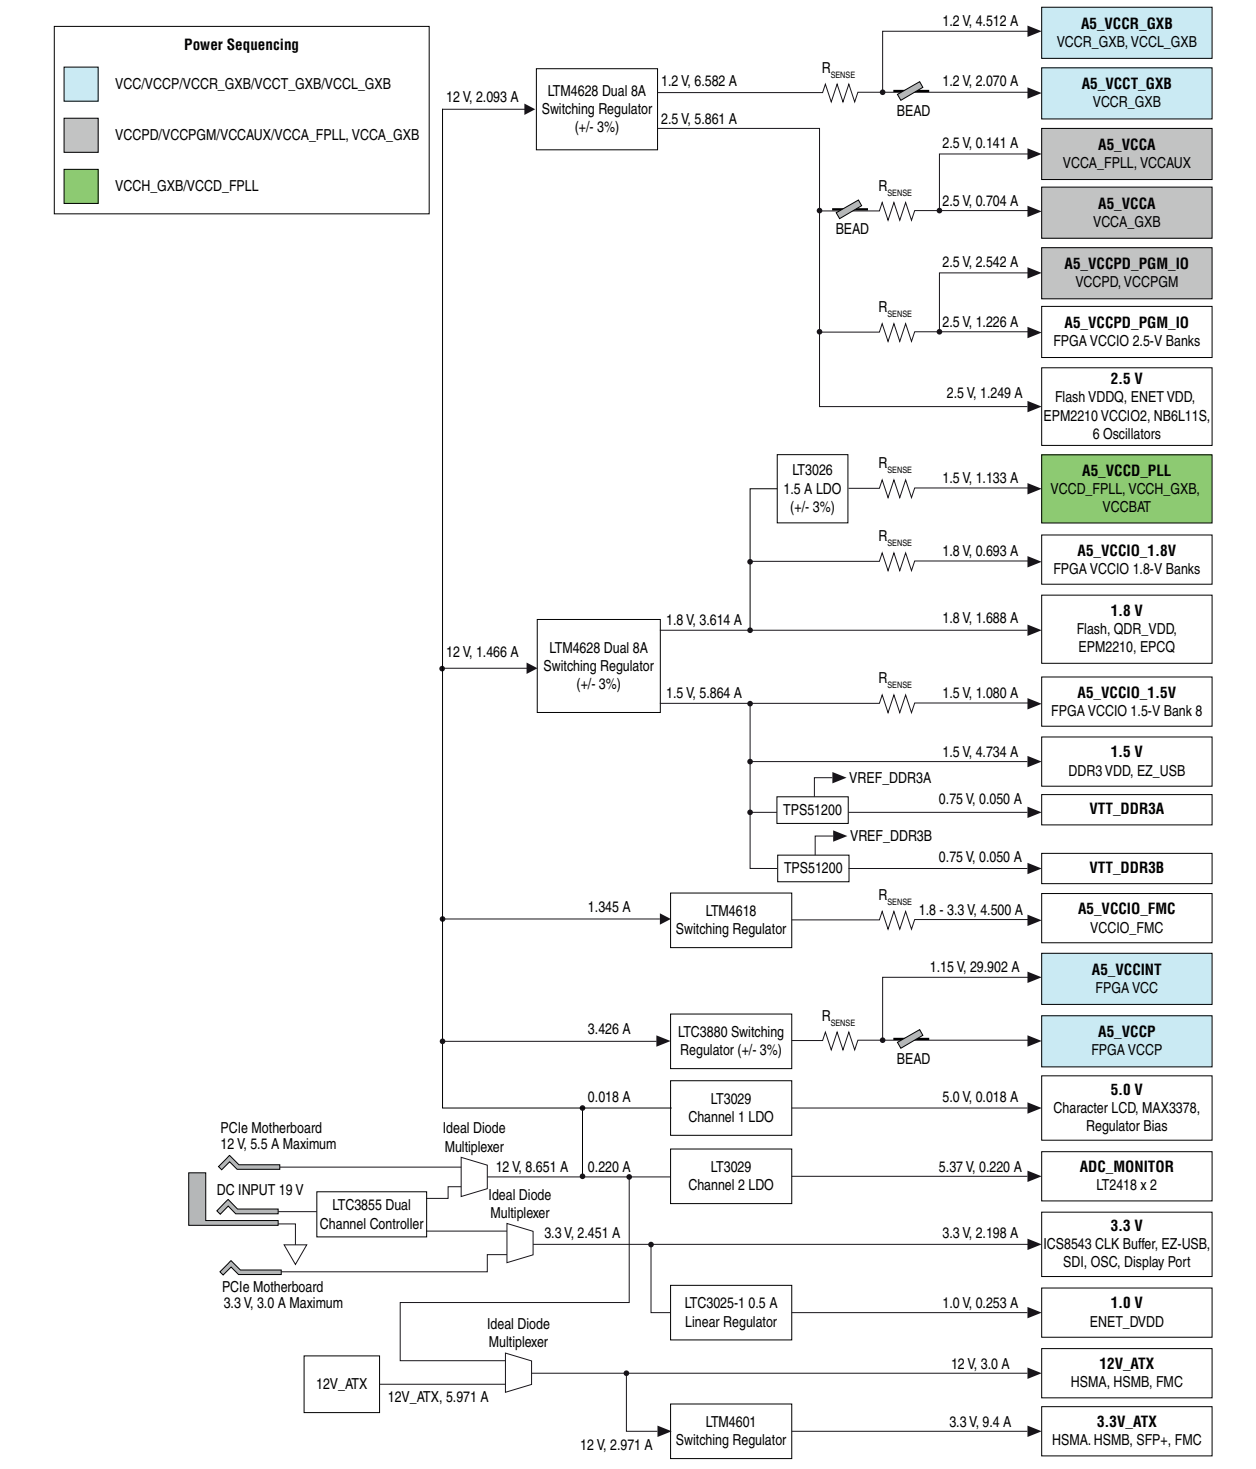 Power Sequencing
VCC/VCCP/VCCR_GXB/VCCT_GXB/VCCL_GXB
VCCPD/VCCPGM/VCCAUX/VCCA_FPLL, VCCA_GXB
VCCH_GXB/VCCD_FPLL
12 V, 2.093 A
LTM4628 Dual 8A
Switching Regulator
(+/- 3%)
1.2 V, 6.582 A
2.5 V, 5.861 A
RSENSE
BEAD
1.2 V, 4.512 A
A5_VCCR_GXB
VCCR_GXB, VCCL_GXB
1.2 V, 2.070 A
A5_VCCT_GXB
VCCR_GXB
BEAD
RSENSE
2.5 V, 0.141 A
A5_VCCA
VCCA_FPLL, VCCAUX
2.5 V, 0.704 A
A5_VCCA
VCCA_GXB
RSENSE
2.5 V, 2.542 A
A5_VCCPD_PGM_IO
VCCPD, VCCPGM
2.5 V, 1.226 A
A5_VCCPD_PGM_IO
FPGA VCCIO 2.5-V Banks
2.5 V, 1.249 A
2.5 V
Flash VDDQ, ENET VDD,
EPM2210 VCCIO2, NB6L11S,
6 Oscillators
LT3026
1.5 A LDO
(+/- 3%)
RSENSE
1.5 V, 1.133 A
A5_VCCD_PLL
VCCD_FPLL, VCCH_GXB,
VCCBAT
RSENSE
1.8 V, 0.693 A
A5_VCCIO_1.8V
FPGA VCCIO 1.8-V Banks
12 V, 1.466 A
LTM4628 Dual 8A
Switching Regulator
(+/- 3%)
1.8 V, 3.614 A
1.8 V, 1.688 A
1.8 V
Flash, QDR_VDD,
EPM2210, EPCQ
1.5 V, 5.864 A
RSENSE
1.5 V, 1.080 A
A5_VCCIO_1.5V
FPGA VCCIO 1.5-V Bank 8
1.5 V, 4.734 A
1.5 V
DDR3 VDD, EZ_USB
VREF_DDR3A
TPS51200
0.75 V, 0.050 A
VTT_DDR3A
VREF_DDR3B
TPS51200
0.75 V, 0.050 A
VTT_DDR3B
1.345 A
LTM4618
Switching Regulator
RSENSE
1.8 - 3.3 V, 4.500 A
A5_VCCIO_FMC
VCCIO_FMC
1.15 V, 29.902 A
A5_VCCINT
FPGA VCC
3.426 A
LTC3880 Switching
Regulator (+/- 3%)
RSENSE
BEAD
A5_VCCP
FPGA VCCP
0.018 A
LT3029
Channel 1 LDO
5.0 V, 0.018 A
5.0 V
Character LCD, MAX3378,
Regulator Bias
PCIe Motherboard
12 V, 5.5 A Maximum
Ideal Diode
Multiplexer
12 V, 8.651 A
0.220 A
LT3029
Channel 2 LDO
5.37 V, 0.220 A
ADC_MONITOR
LT2418 x 2
DC INPUT 19 V
LTC3855 Dual
Channel Controller
Ideal Diode
Multiplexer
3.3 V, 2.451 A
3.3 V, 2.198 A
3.3 V
ICS8543 CLK Buffer, EZ-USB,
SDI, OSC, Display Port
PCIe Motherboard
3.3 V, 3.0 A Maximum
LTC3025-1 0.5 A
Linear Regulator
1.0 V, 0.253 A
1.0 V
ENET_DVDD
Ideal Diode
Multiplexer
12V_ATX
12V_ATX, 5.971 A
12 V, 3.0 A
12V_ATX
HSMA, HSMB, FMC
12 V, 2.971 A
LTM4601
Switching Regulator
3.3 V, 9.4 A
3.3V_ATX
HSMA. HSMB, SFP+, FMC